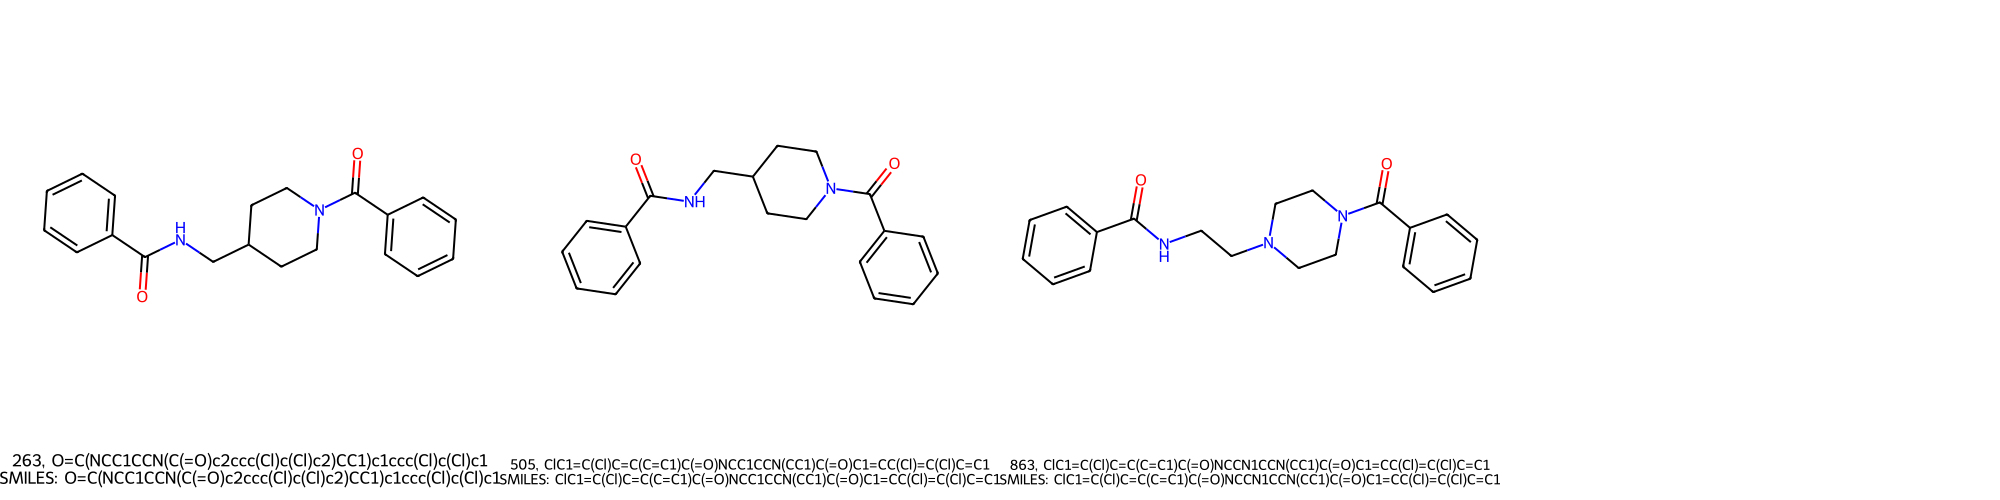 O
O
O
O
O
O
H
N
N
NH
N
N
H
N
N
263, O=C(NCC1CCN(C(=O)c2ccc(Cl)c(Cl)c2)CC1)c1ccc(Cl)c(Cl)c1
SMILES: O=C(NCC1CCN(C(=O)c2ccc(Cl)c(Cl)c2)CC1)c1ccc(Cl)c(Cl)c1
505, ClC1=C(Cl)C=C(C=C1)C(=O)NCC1CCN(CC1)C(=O)C1=CC(Cl)=C(Cl)C=C1
SMILES: ClC1=C(Cl)C=C(C=C1)C(=O)NCC1CCN(CC1)C(=O)C1=CC(Cl)=C(Cl)C=C1
863, ClC1=C(Cl)C=C(C=C1)C(=O)NCCN1CCN(CC1)C(=O)C1=CC(Cl)=C(Cl)C=C1
SMILES: ClC1=C(Cl)C=C(C=C1)C(=O)NCCN1CCN(CC1)C(=O)C1=CC(Cl)=C(Cl)C=C1